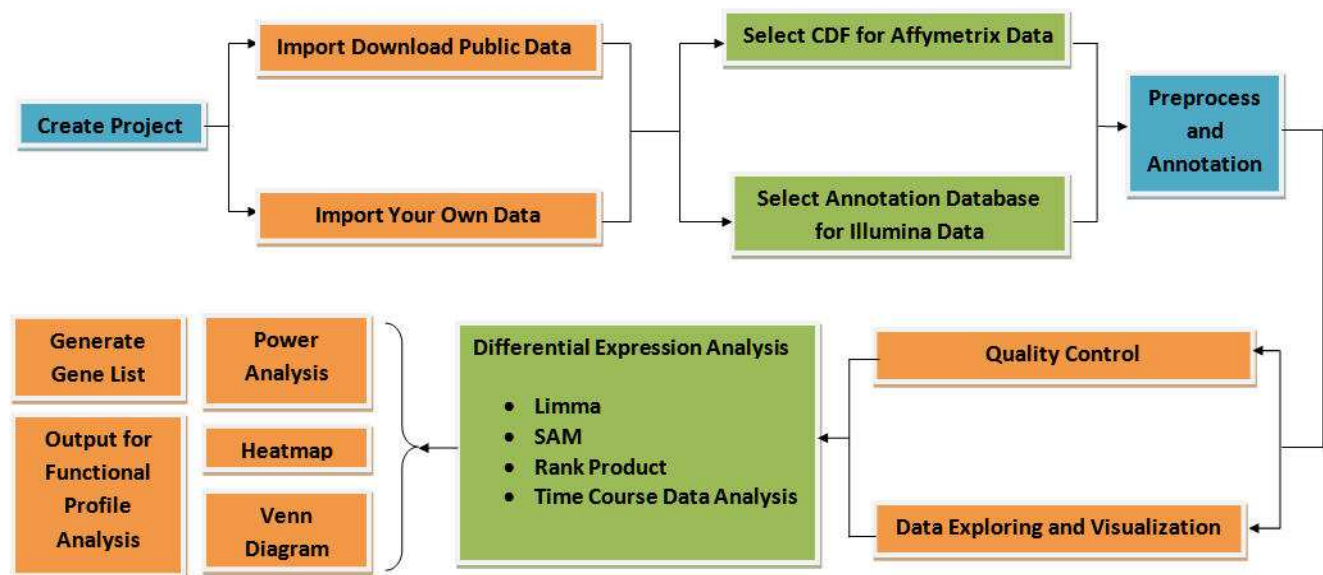 Create Project
Import Download Public Data
Import Your Own Data
Select CDF for Affymetrix Data
Select Annotation Database
for Illumina Data
Preprocess
and
Annotation
Quality Control
Data Exploring and Visualization
Differential Expression Analysis
• Limma
• SAM
• Rank Product
• Time Course Data Analysis
Power
Analysis
Heatmap
Venn
Diagram
Generate
Gene List
Output for
Functional
Profile
Analysis